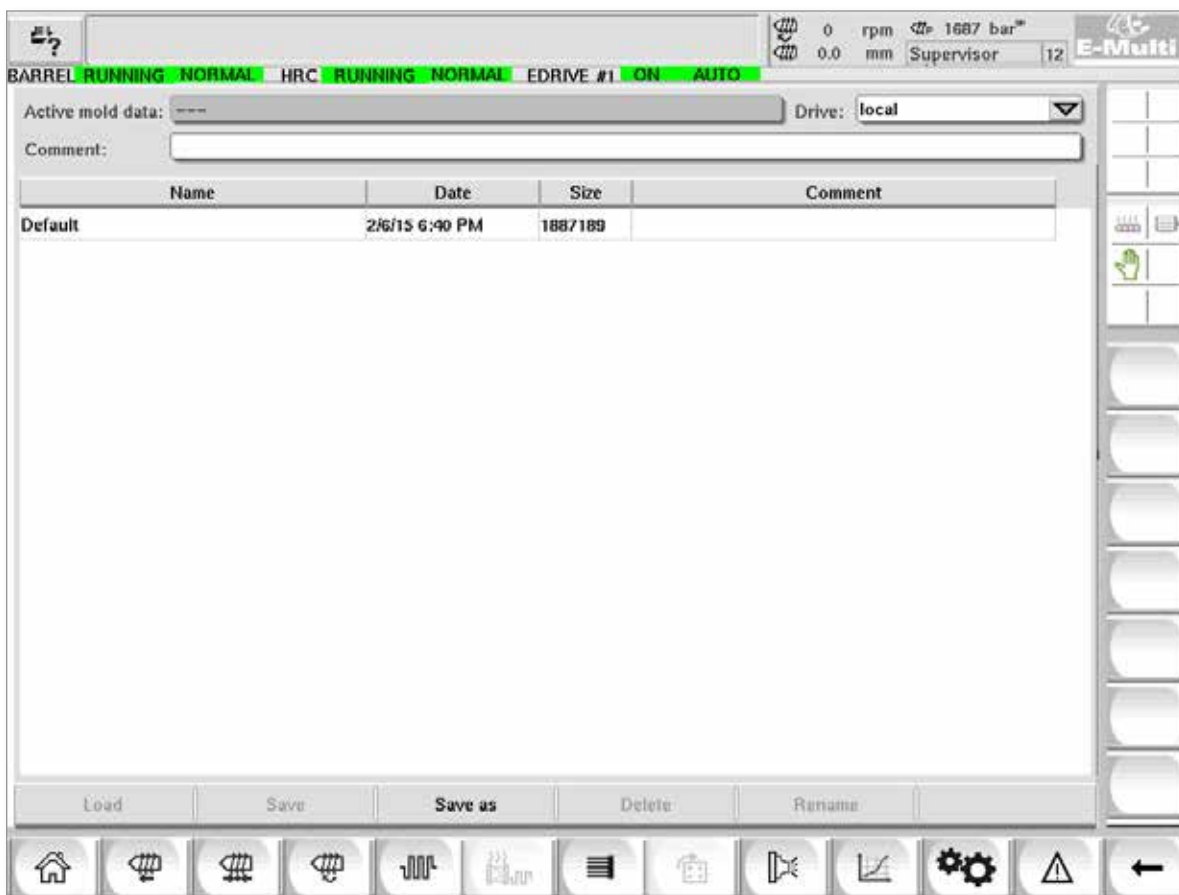 0 rpm 1687 bar
0.0 mm Supervisor 12
E-Multi
BARREL RUNNING NORMAL HRC RUNNING NORMAL EDRIVE #1 ON AUTO
Active mold data: --- Drive: local
Comment:
Name Date Size Comment
Default 2/6/15 6:40 PM 1887189
Load Save Save as Delete Rename